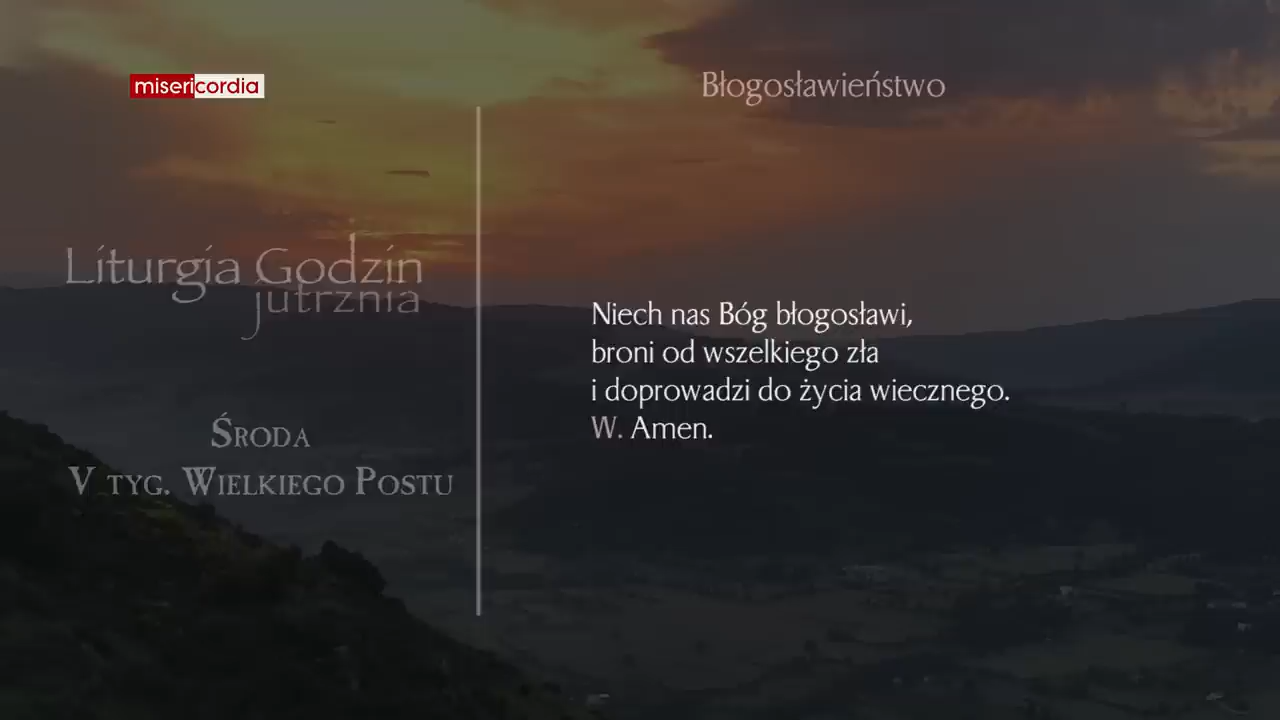 misericordia
Błogosławieństwo
Liturgia Godzin
jutrznia
Środa
V tyg. Wielkiego Postu
Niech nas Bóg błogosławi,
broni od wszelkiego zła
i doprowadzi do życia wiecznego.
W. Amen.